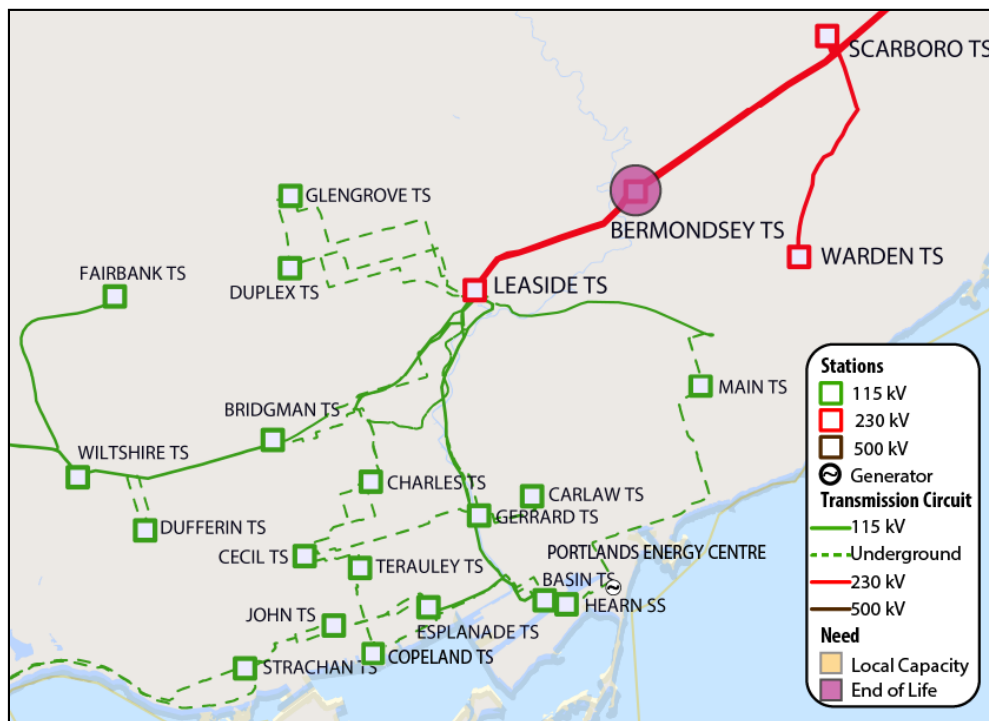 SCARBORO TS
GLENGROVE TS
BERMONDSEY TS
WARDEN TS
FAIRBANK TS
DUPLEX TS
LEASIDE TS
MAIN TS
BRIDGMAN TS
WILTSHIRE TS
CHARLES TS
CARLAW TS
DUFFERIN TS
GERRARD TS
CECIL TS
TERAULEY TS
PORTLANDS ENERGY CENTRE
BASIN TS
HEARN SS
JOHN TS
ESPLANADE TS
STRACHAN TS
COPELAND TS
Stations
115 kV
230 kV
500 kV
Generator
Transmission Circuit
115 kV
Underground
230 kV
500 kV
Need
Local Capacity
End of Life